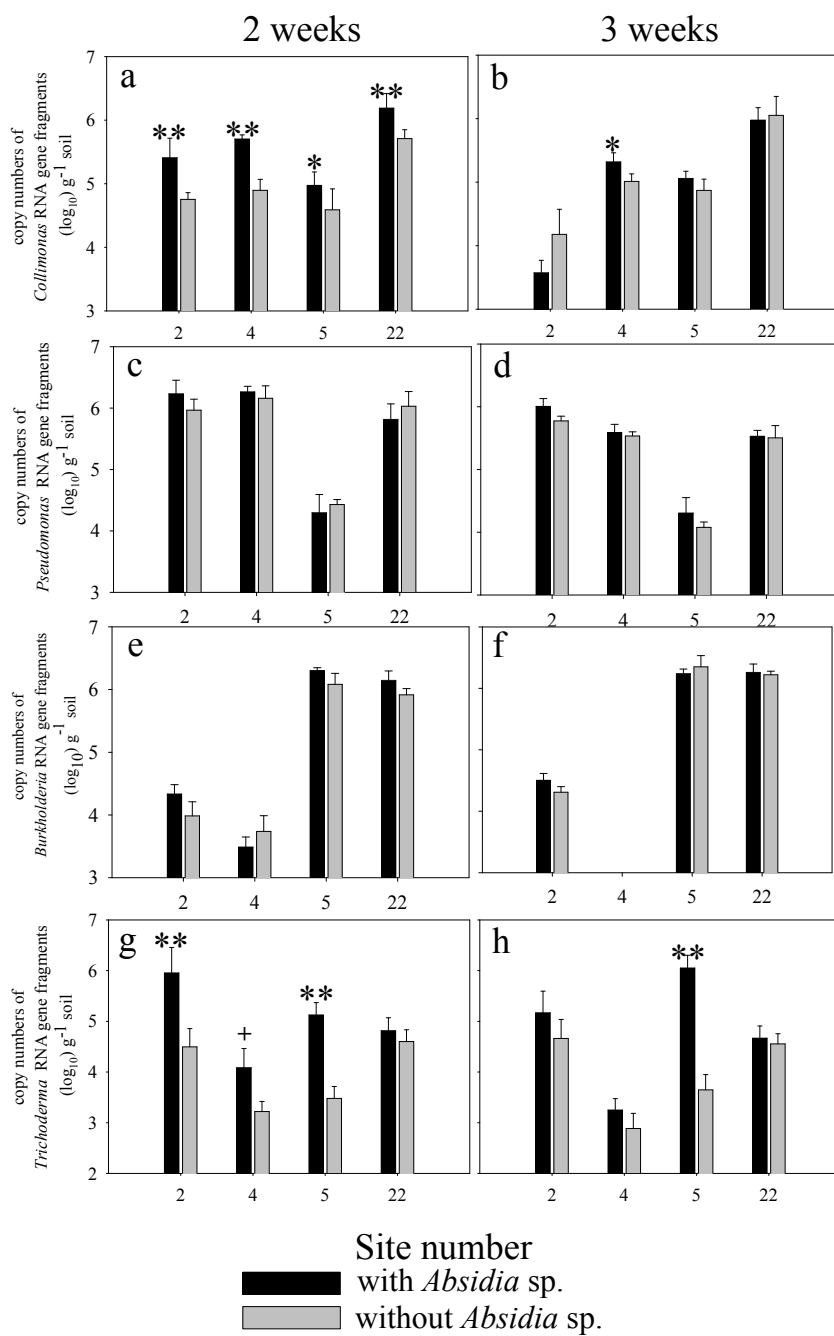 2 weeks
3 weeks
copy numbers of
Collimonas RNA gene fragments
(log10) g-1 soil
7
6
5
4
3
a
**
**
*
**
2
4
5
22
b
*
2
4
5
22
copy numbers of
Pseudomonas RNA gene fragments
(log10) g-1 soil
7
6
5
4
3
c
2
4
5
22
d
2
4
5
22
copy numbers of
Burkholderia RNA gene fragments
(log10) g-1 soil
7
6
5
4
3
e
2
4
5
22
f
2
4
5
22
copy numbers of
Trichoderma RNA gene fragments
(log10) g-1 soil
7
6
5
4
3
2
g
**
+
**
2
4
5
22
h
**
2
4
5
22
Site number
with Absidia sp.
without Absidia sp.